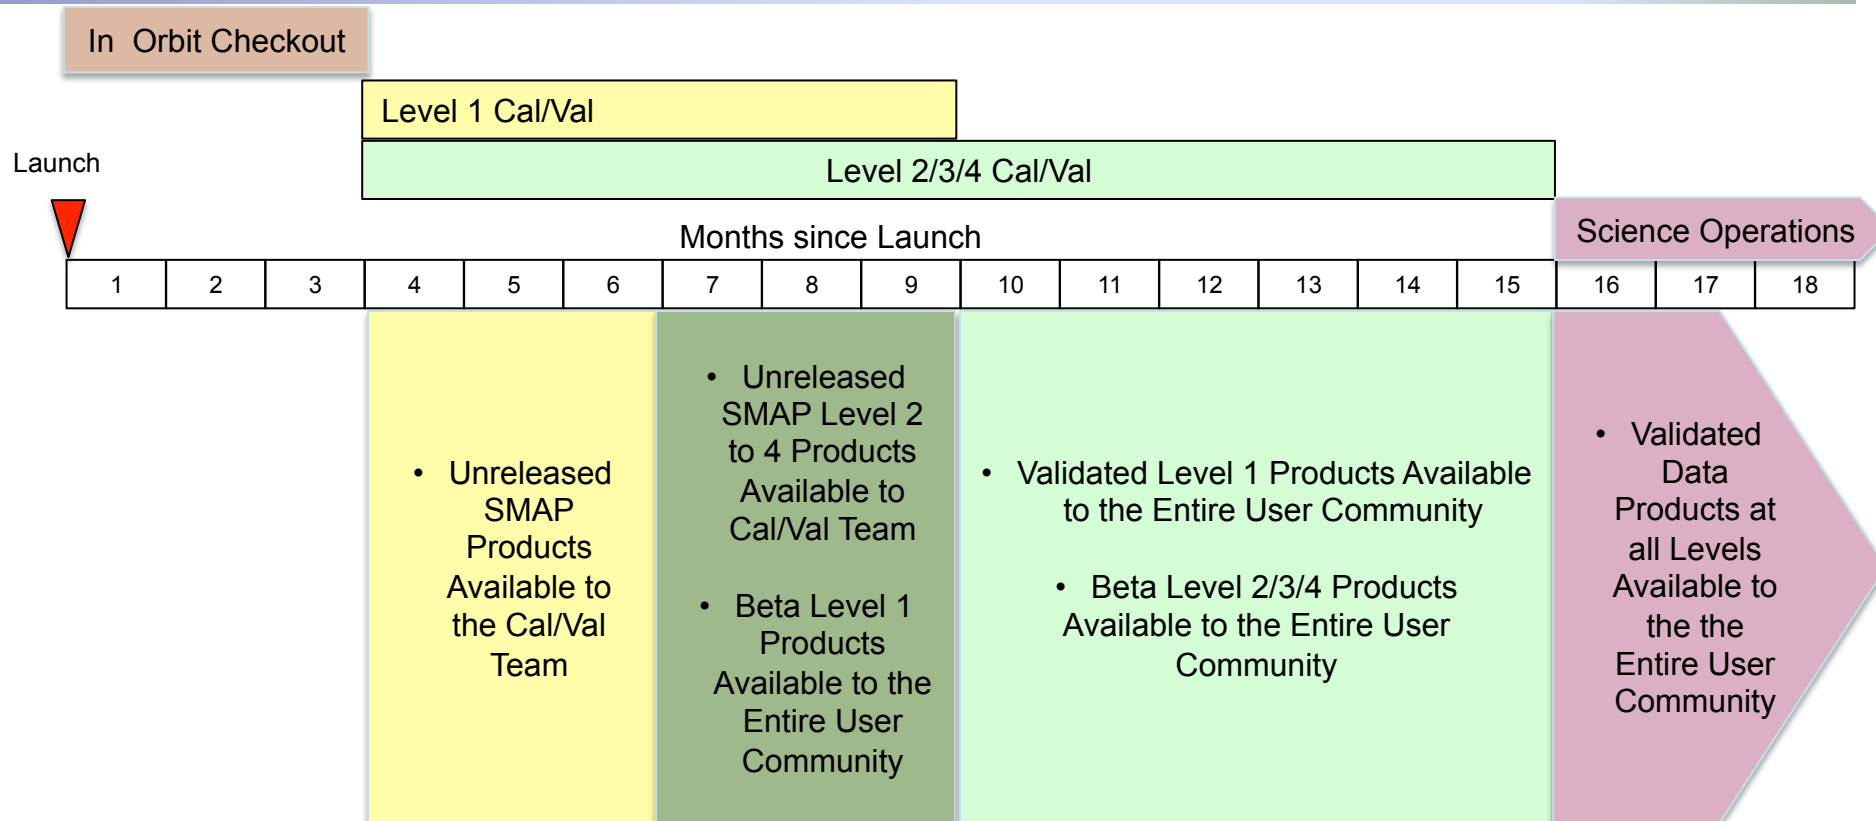 In Orbit Checkout
Level 1 Cal/Val
Launch
Level 2/3/4 Cal/Val
Months since Launch
Science Operations
1 2 3 4 5 6 7 8 9 10 11 12 13 14 15 16 17 18
• Unreleased
SMAP
Products
Available to
the Cal/Val
Team
• Unreleased
SMAP Level 2
to 4 Products
Available to
Cal/Val Team
• Beta Level 1
Products
Available to the
Entire User
Community
• Validated Level 1 Products Available
to the Entire User Community
• Beta Level 2/3/4 Products
Available to the Entire User
Community
• Validated
Data
Products at
all Levels
Available to
the the
Entire User
Community